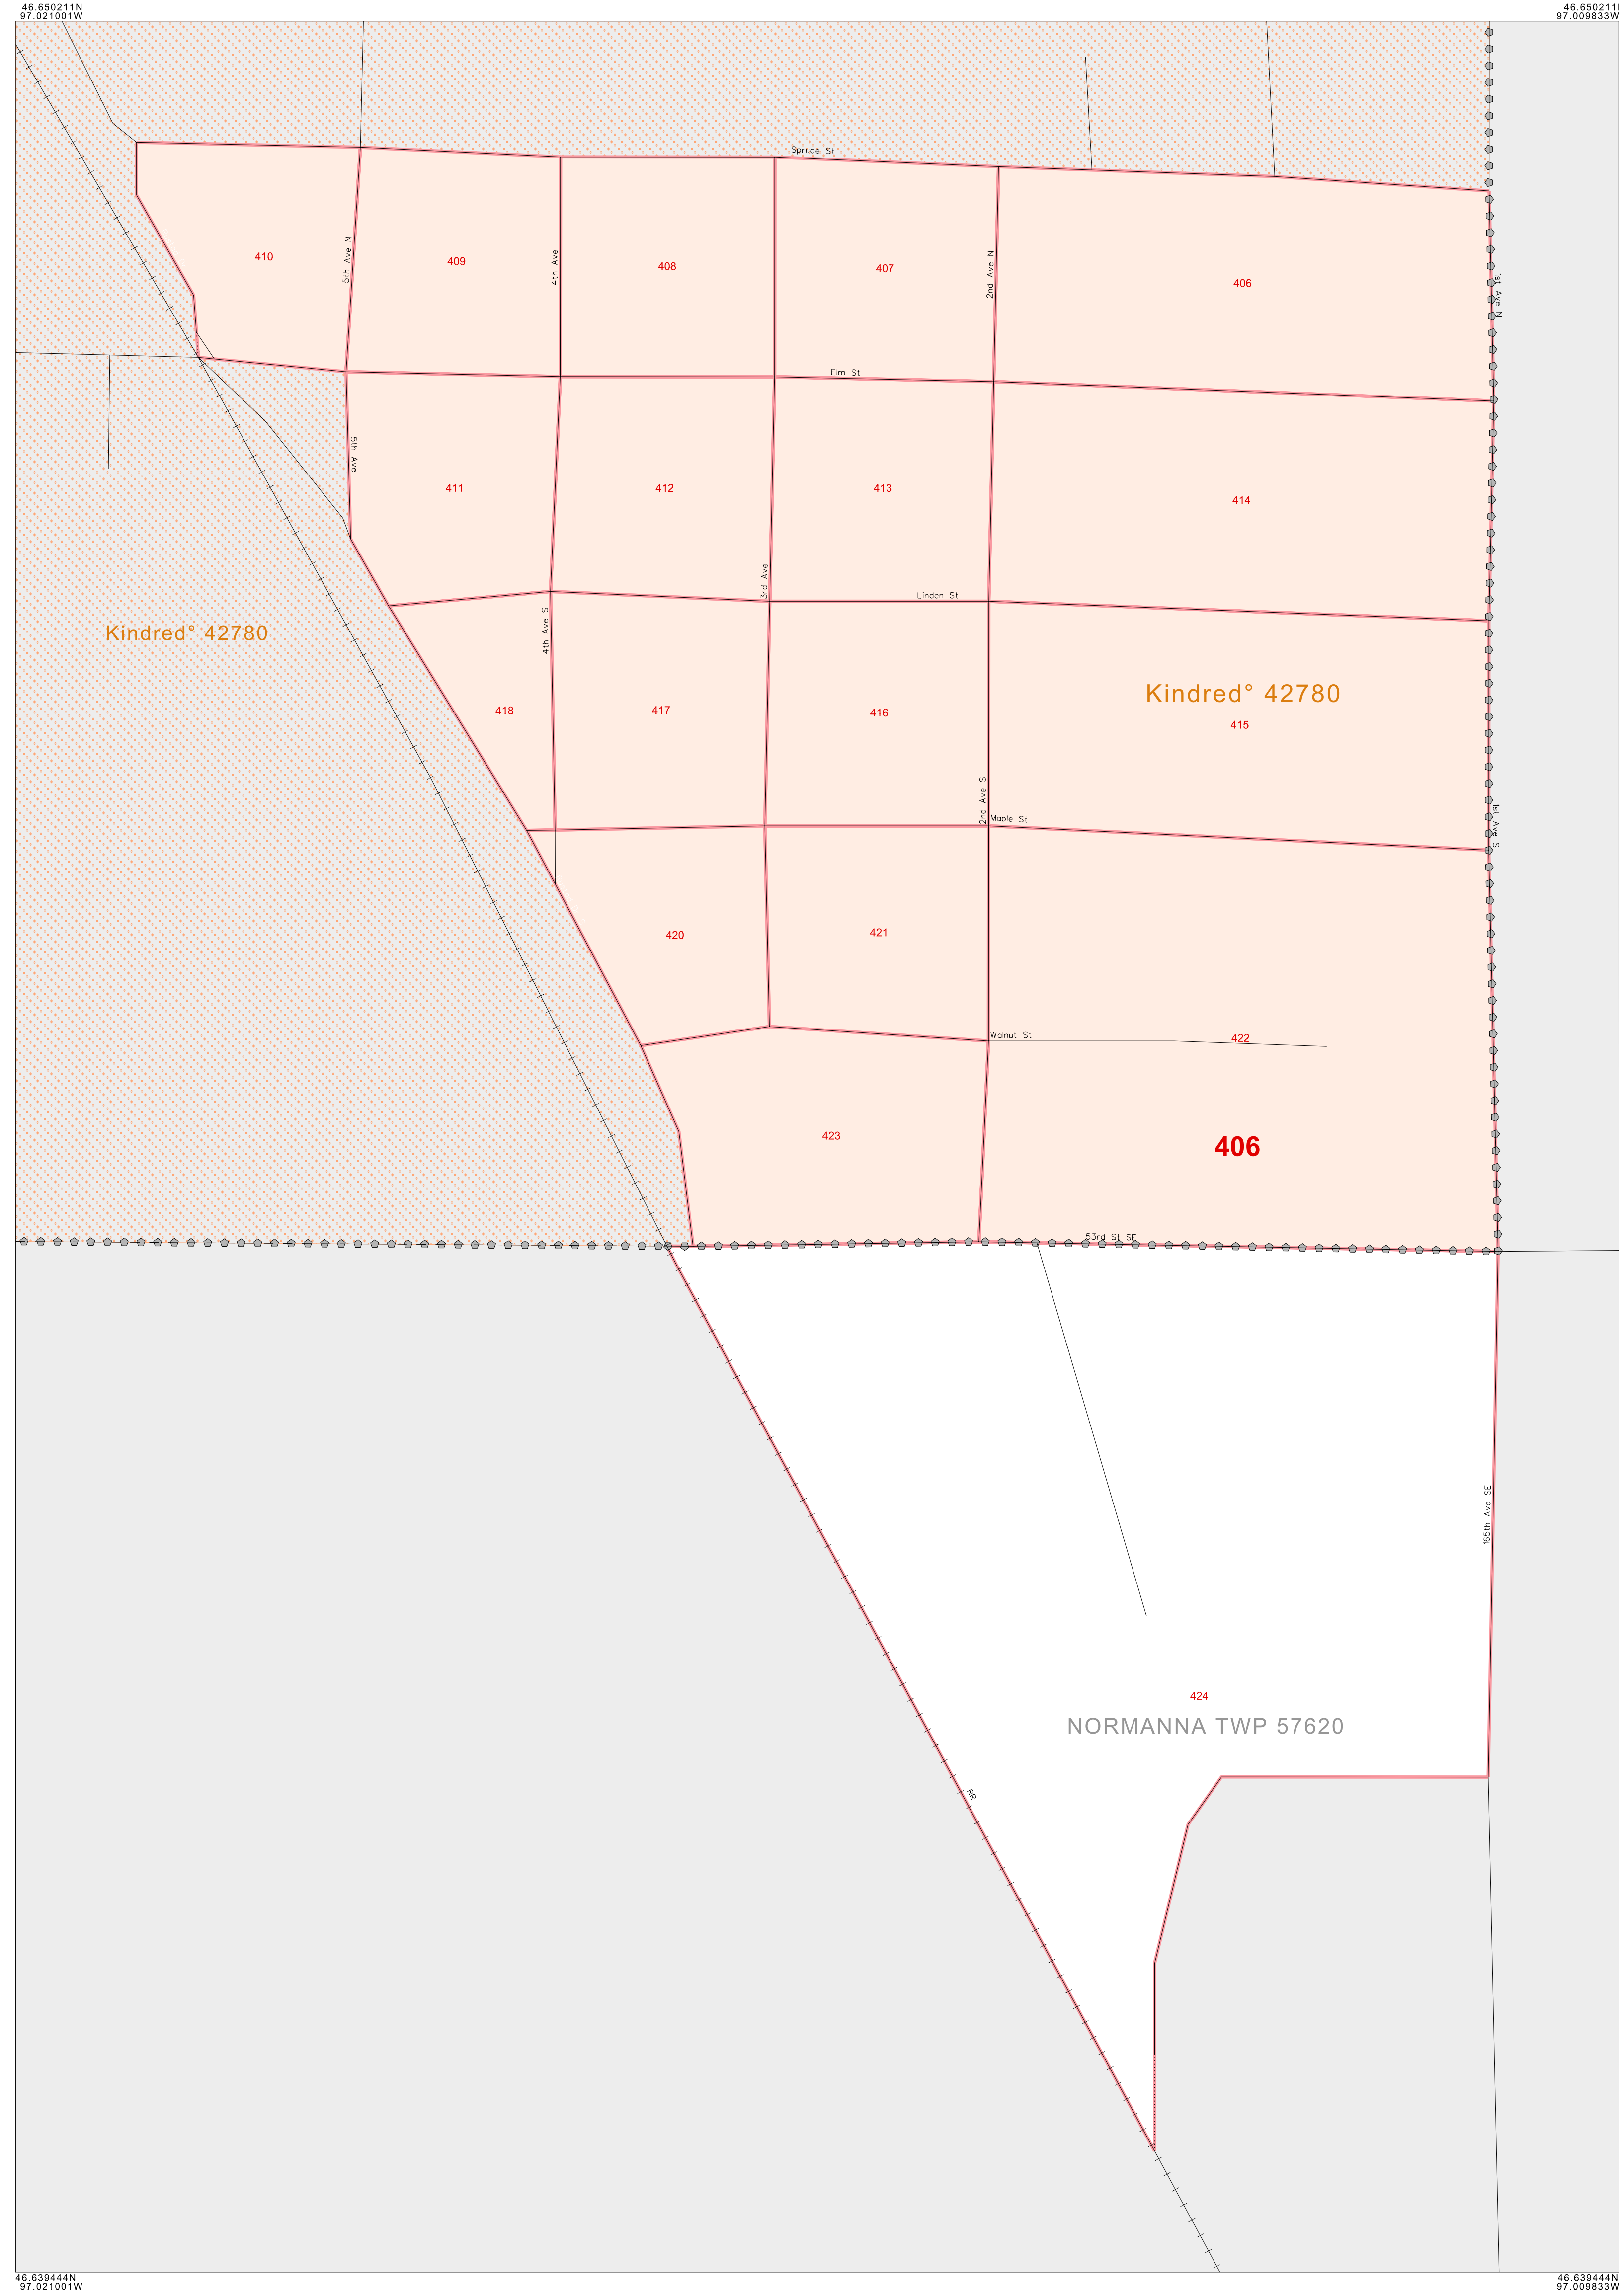 46.650211N
97.021001W
46.650211N
97.009833W
Spruce St
410
5th Ave N
409
4th Ave
408
407
2nd Ave N
406
1st Ave N
Elm St
5th Ave
411
412
413
414
3rd Ave
Linden St
4th Ave S
Kindred° 42780
Kindred° 42780
418
417
416
415
2nd Ave S
Maple St
1st Ave S
420
421
Walnut St
422
423
406
53rd St SE
165th Ave SE
424
NORMANNA TWP 57620
RR
46.639444N
97.021001W
46.639444N
97.009833W